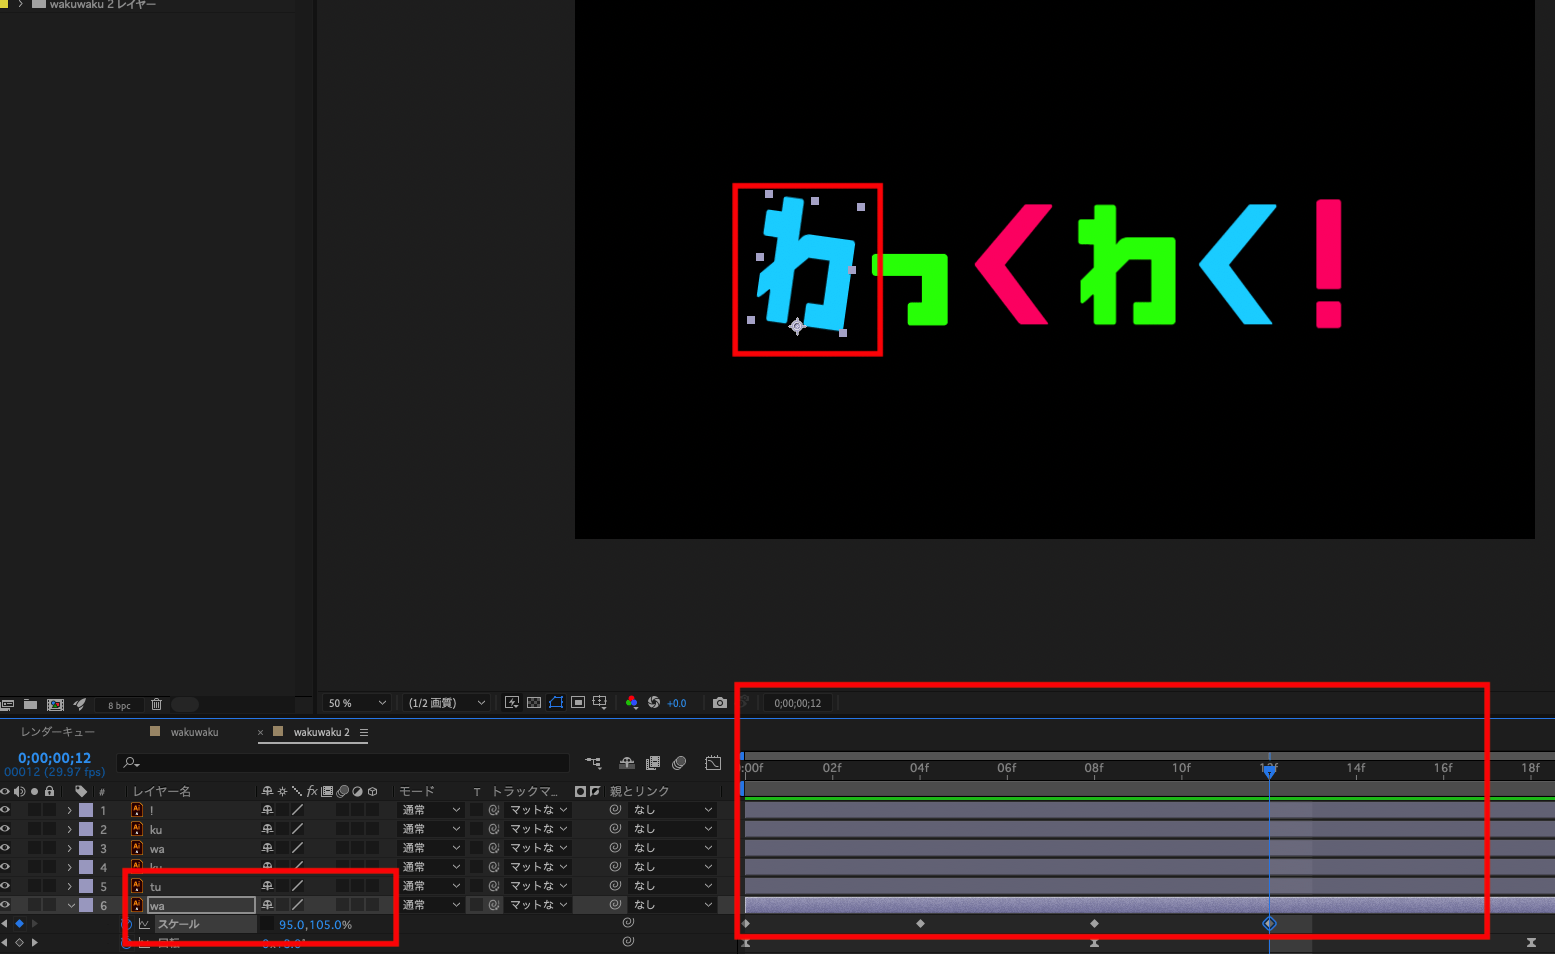 wakuwaku 2 レイヤー
わっくわく!
8 bpc
50 %
(1/2 画質)
+0.0
0;00;00;12
レンダーキュー
wakuwaku
× wakuwaku 2
0;00;00;12
00012 (29.97 fps)
:00f 02f 04f 06f 08f 10f 12f 14f 16f 18f
# レイヤー名 fx モード T トラックマ... 親とリンク
1 ! 通常 マットな なし
2 ku 通常 マットな なし
3 wa 通常 マットな なし
4 ku 通常 マットな なし
5 tu 通常 マットな なし
6 wa 通常 マットな なし
スケール 95.0,105.0%
回転